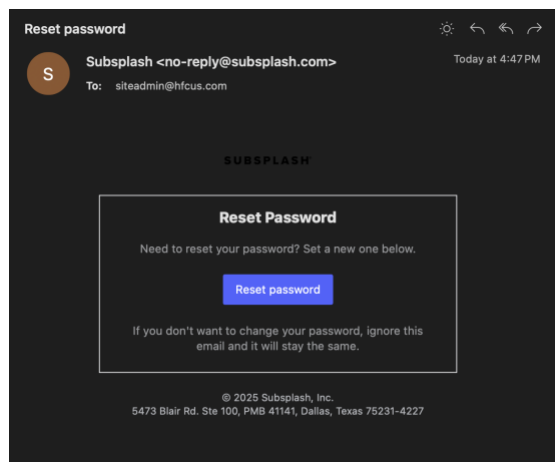 Reset password
S
Subsplash <no-reply@subsplash.com>
Today at 4:47 PM
To: siteadmin@hfcus.com
SUBSPLASH
Reset Password
Need to reset your password? Set a new one below.
Reset password
If you don't want to change your password, ignore this
email and it will stay the same.
© 2025 Subsplash, Inc.
5473 Blair Rd. Ste 100, PMB 41141, Dallas, Texas 75231-4227